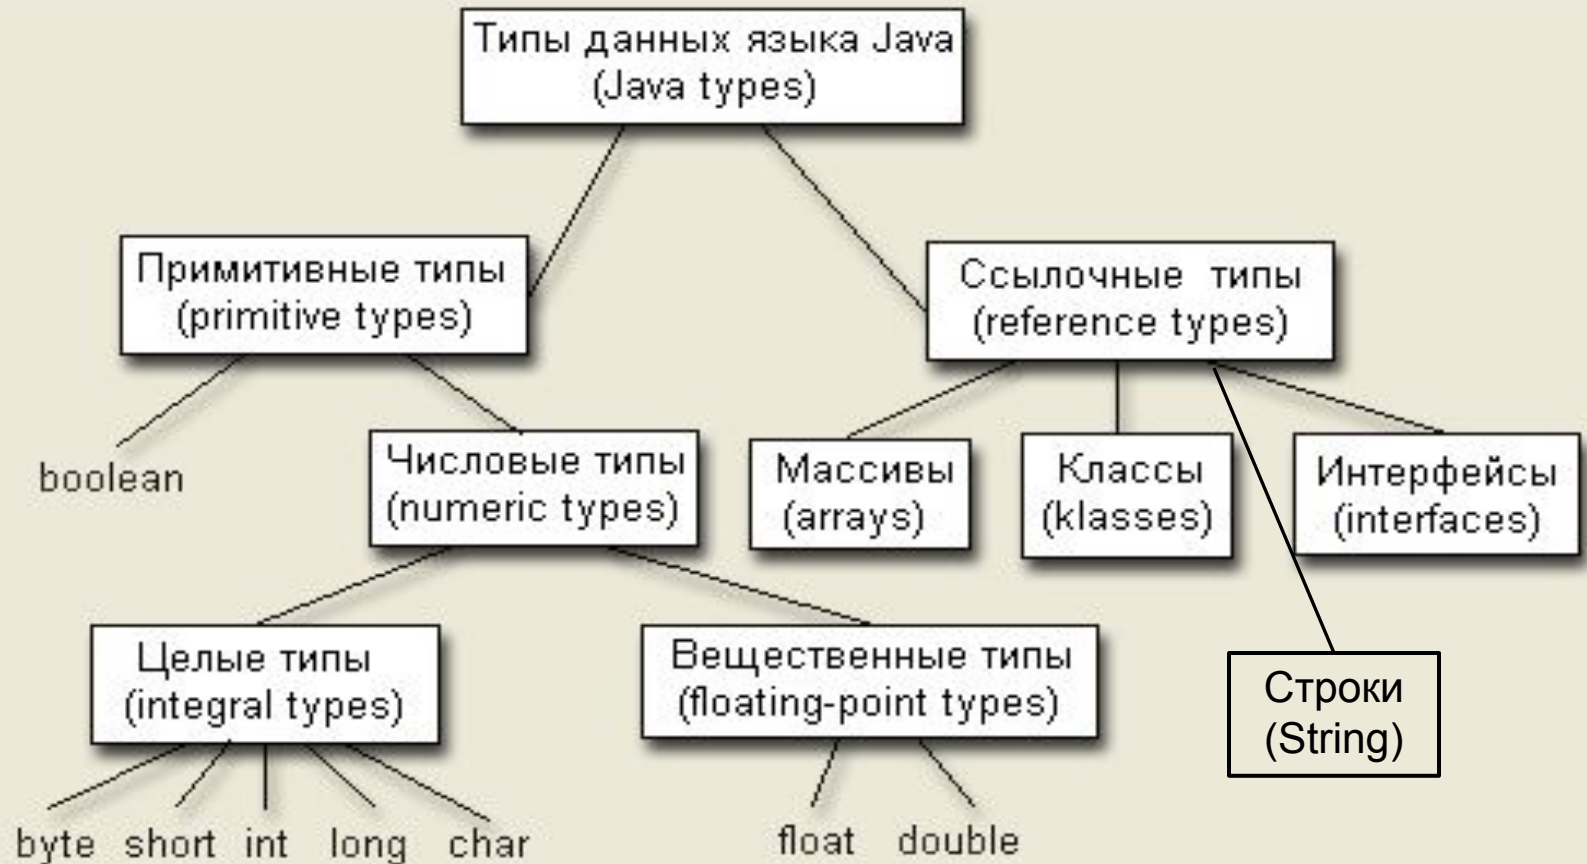 Типы данных языка Java
(Java types)
Примитивные типы
(primitive types)
Ссылочные типы
(reference types)
boolean
Числовые типы
(numeric types)
Массивы
(arrays)
Классы
(klasses)
Интерфейсы
(interfaces)
Целые типы
(integral types)
Вещественные типы
(floating-point types)
Строки
(String)
byte short int long char
float double